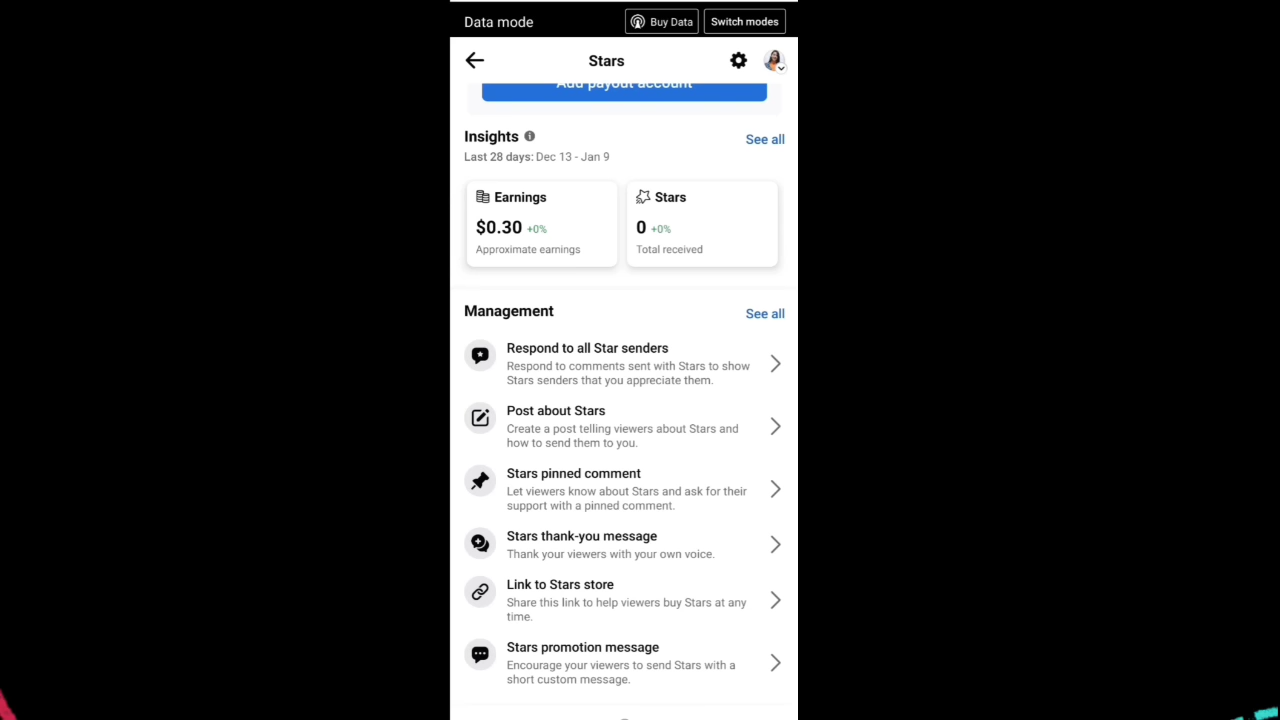 Data mode
Buy Data
Switch modes
Stars
Add payout account
Insights
See all
Last 28 days: Dec 13 - Jan 9
Earnings
$0.30 +0%
Approximate earnings
Stars
0 +0%
Total received
Management
See all
Respond to all Star senders
Respond to comments sent with Stars to show
Stars senders that you appreciate them.
Post about Stars
Create a post telling viewers about Stars and
how to send them to you.
Stars pinned comment
Let viewers know about Stars and ask for their
support with a pinned comment.
Stars thank-you message
Thank your viewers with your own voice.
Link to Stars store
Share this link to help viewers buy Stars at any
time.
Stars promotion message
Encourage your viewers to send Stars with a
short custom message.